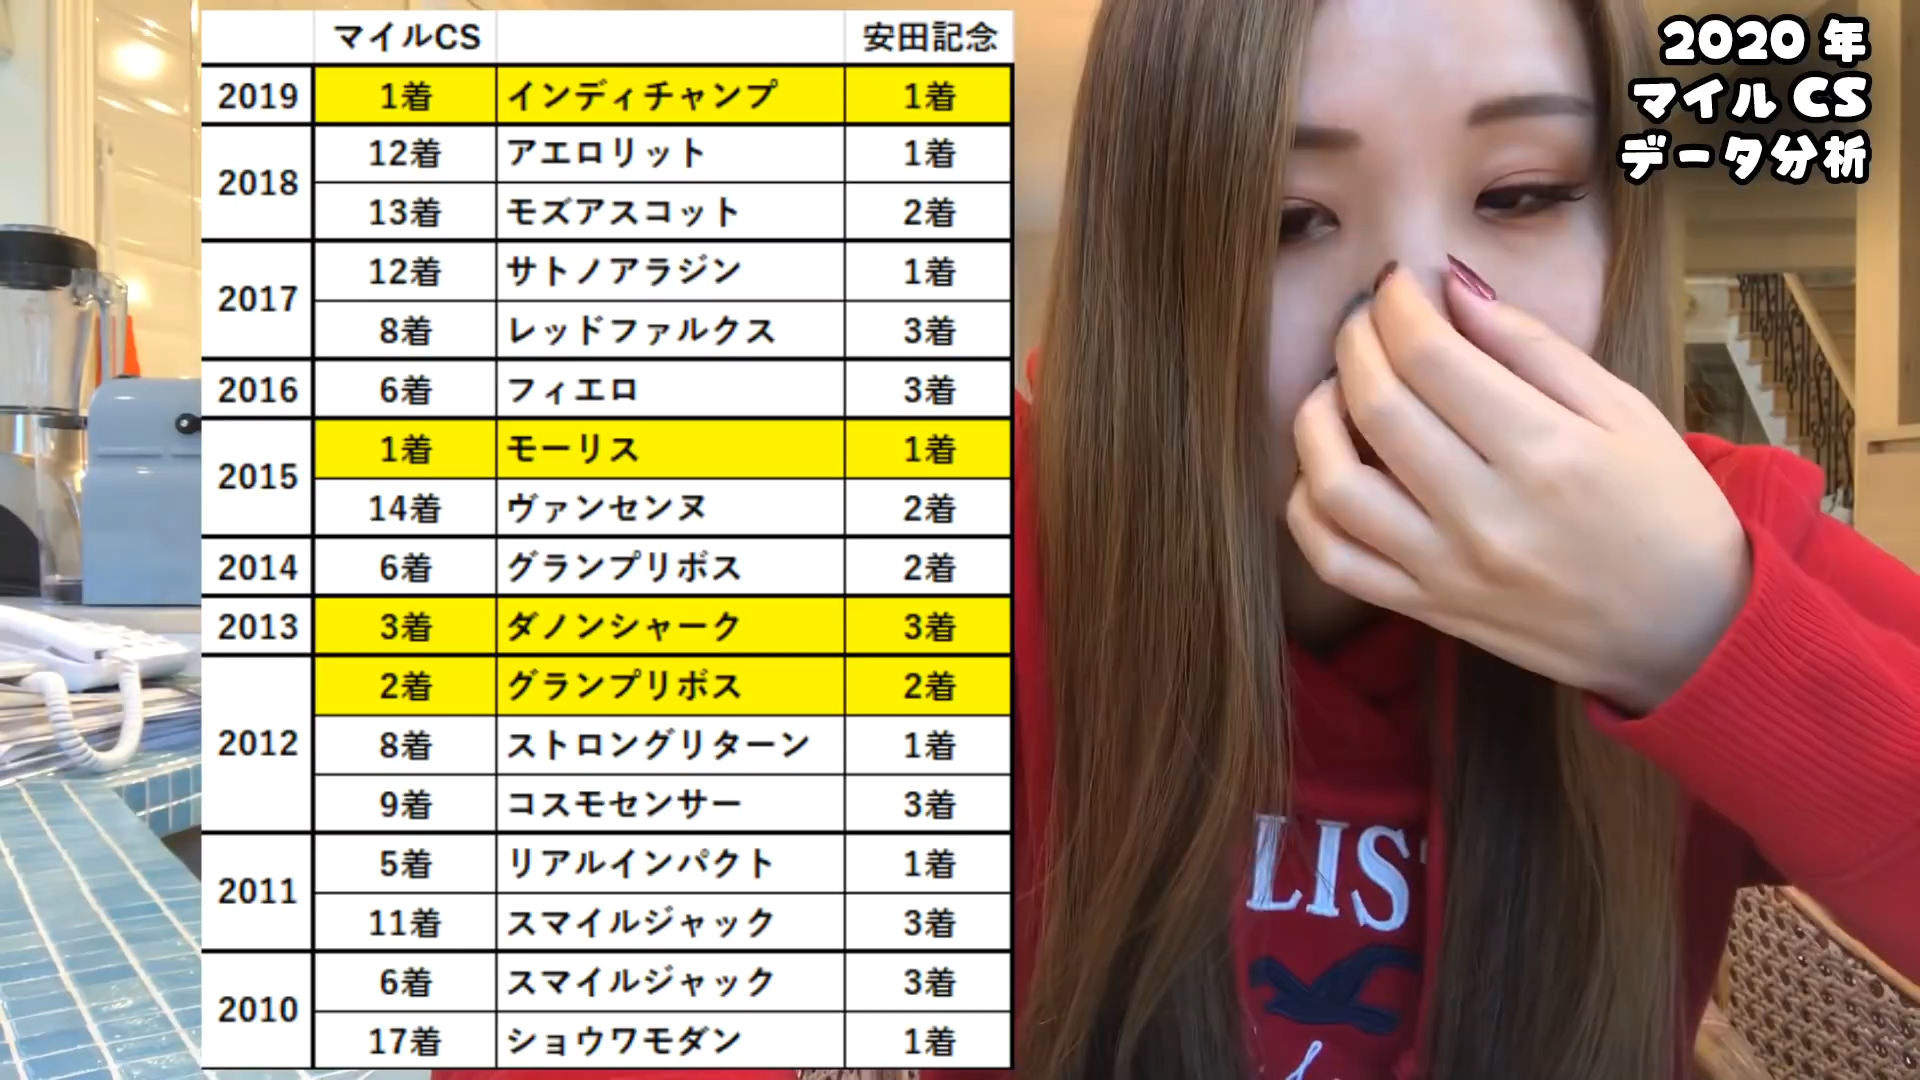 マイルCS 安田記念
2019 1着 インディチャンプ 1着
2018 12着 アエロリット 1着
13着 モズアスコット 2着
2017 12着 サトノアラジン 1着
8着 レッドファルクス 3着
2016 6着 フィエロ 3着
2015 1着 モーリス 1着
14着 ヴァンセンヌ 2着
2014 6着 グランプリボス 2着
2013 3着 ダノンシャーク 3着
2012 2着 グランプリボス 2着
8着 ストロングリターン 1着
9着 コスモセンサー 3着
2011 5着 リアルインパクト 1着
11着 スマイルジャック 3着
2010 6着 スマイルジャック 3着
17着 ショウワモダン 1着
2020年
マイルCS
データ分析
LIS